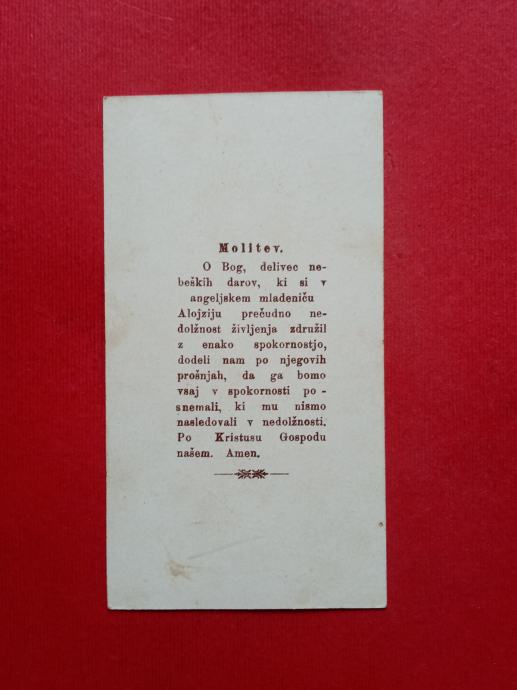 Molitev.
O Bog, delivec ne-
beških darov, ki si v
angeljskem mladeniču
Alojziju prečudno ne-
dolžnost življenja združil
z enako spokornostjo,
dodeli nam po njegovih
prošnjah, da ga bomo
vsaj v spokornosti po-
snemali, ki mu nismo
nasledovali v nedolžnosti.
Po Kristusu Gospodu
našem. Amen.